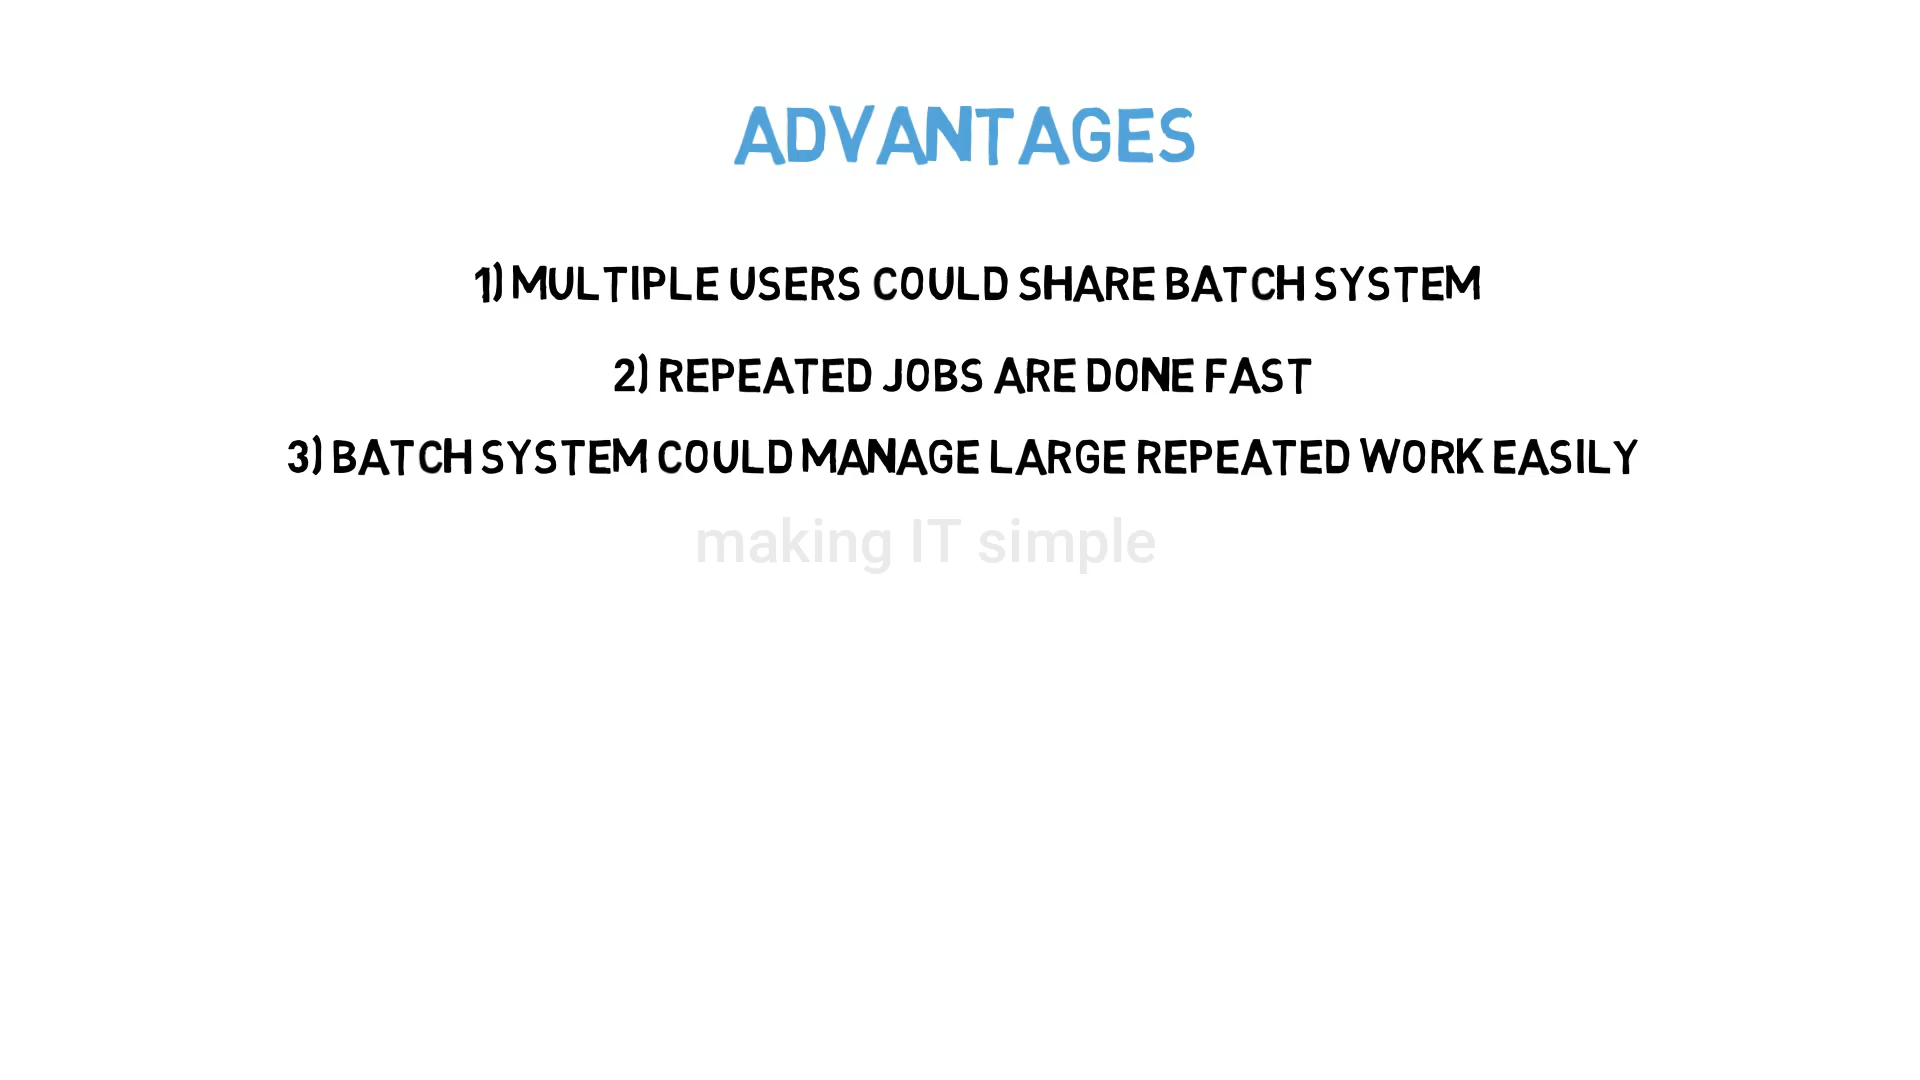 ADVANTAGES
1) MULTIPLE USERS COULD SHARE BATCH SYSTEM
2) REPEATED JOBS ARE DONE FAST
3) BATCH SYSTEM COULD MANAGE LARGE REPEATED WORK EASILY
making IT simple